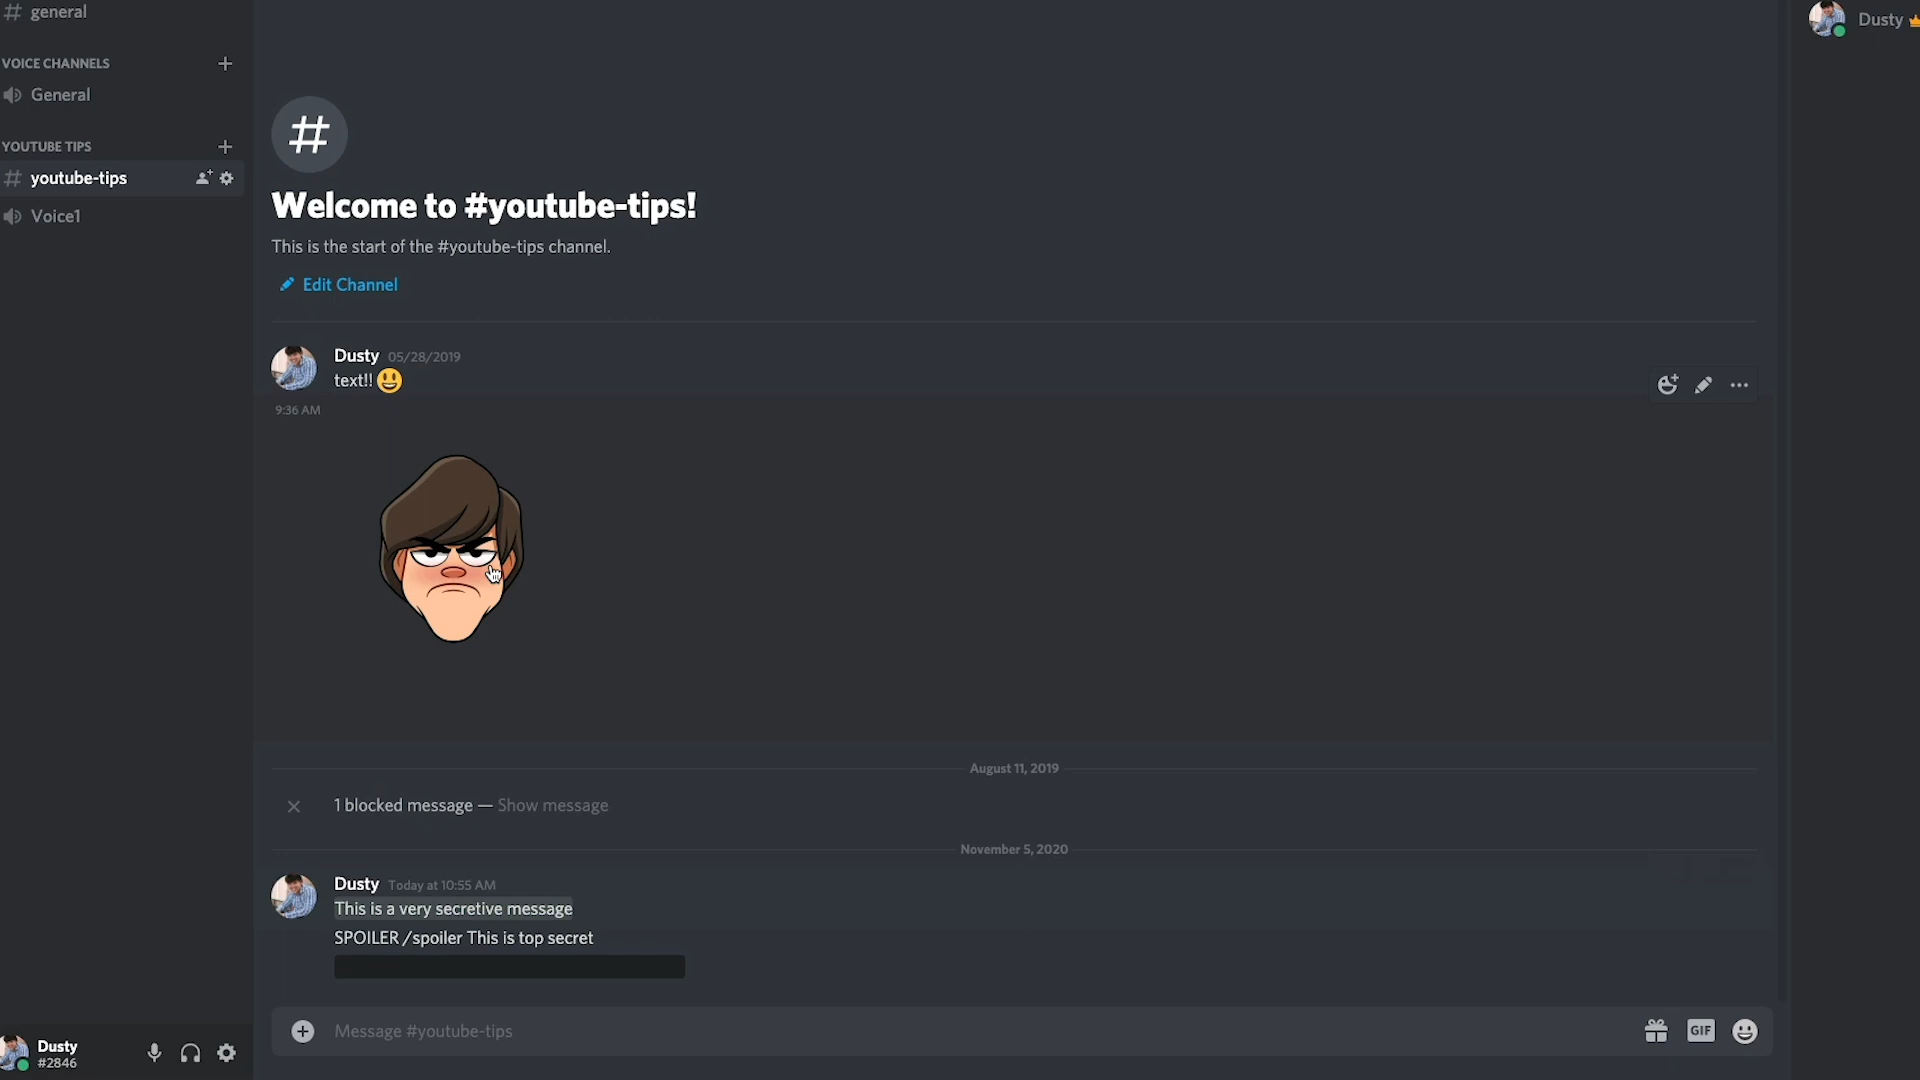 general
VOICE CHANNELS
General
YOUTUBE TIPS
youtube-tips
Voice1
Dusty
#2846
#
Welcome to #youtube-tips!
This is the start of the #youtube-tips channel.
Edit Channel
Dusty 05/28/2019
text!! 😃
9:36 AM
August 11, 2019
1 blocked message — Show message
November 5, 2020
Dusty Today at 10:55 AM
This is a very secretive message
SPOILER /spoiler This is top secret
Message #youtube-tips
GIF
Dusty